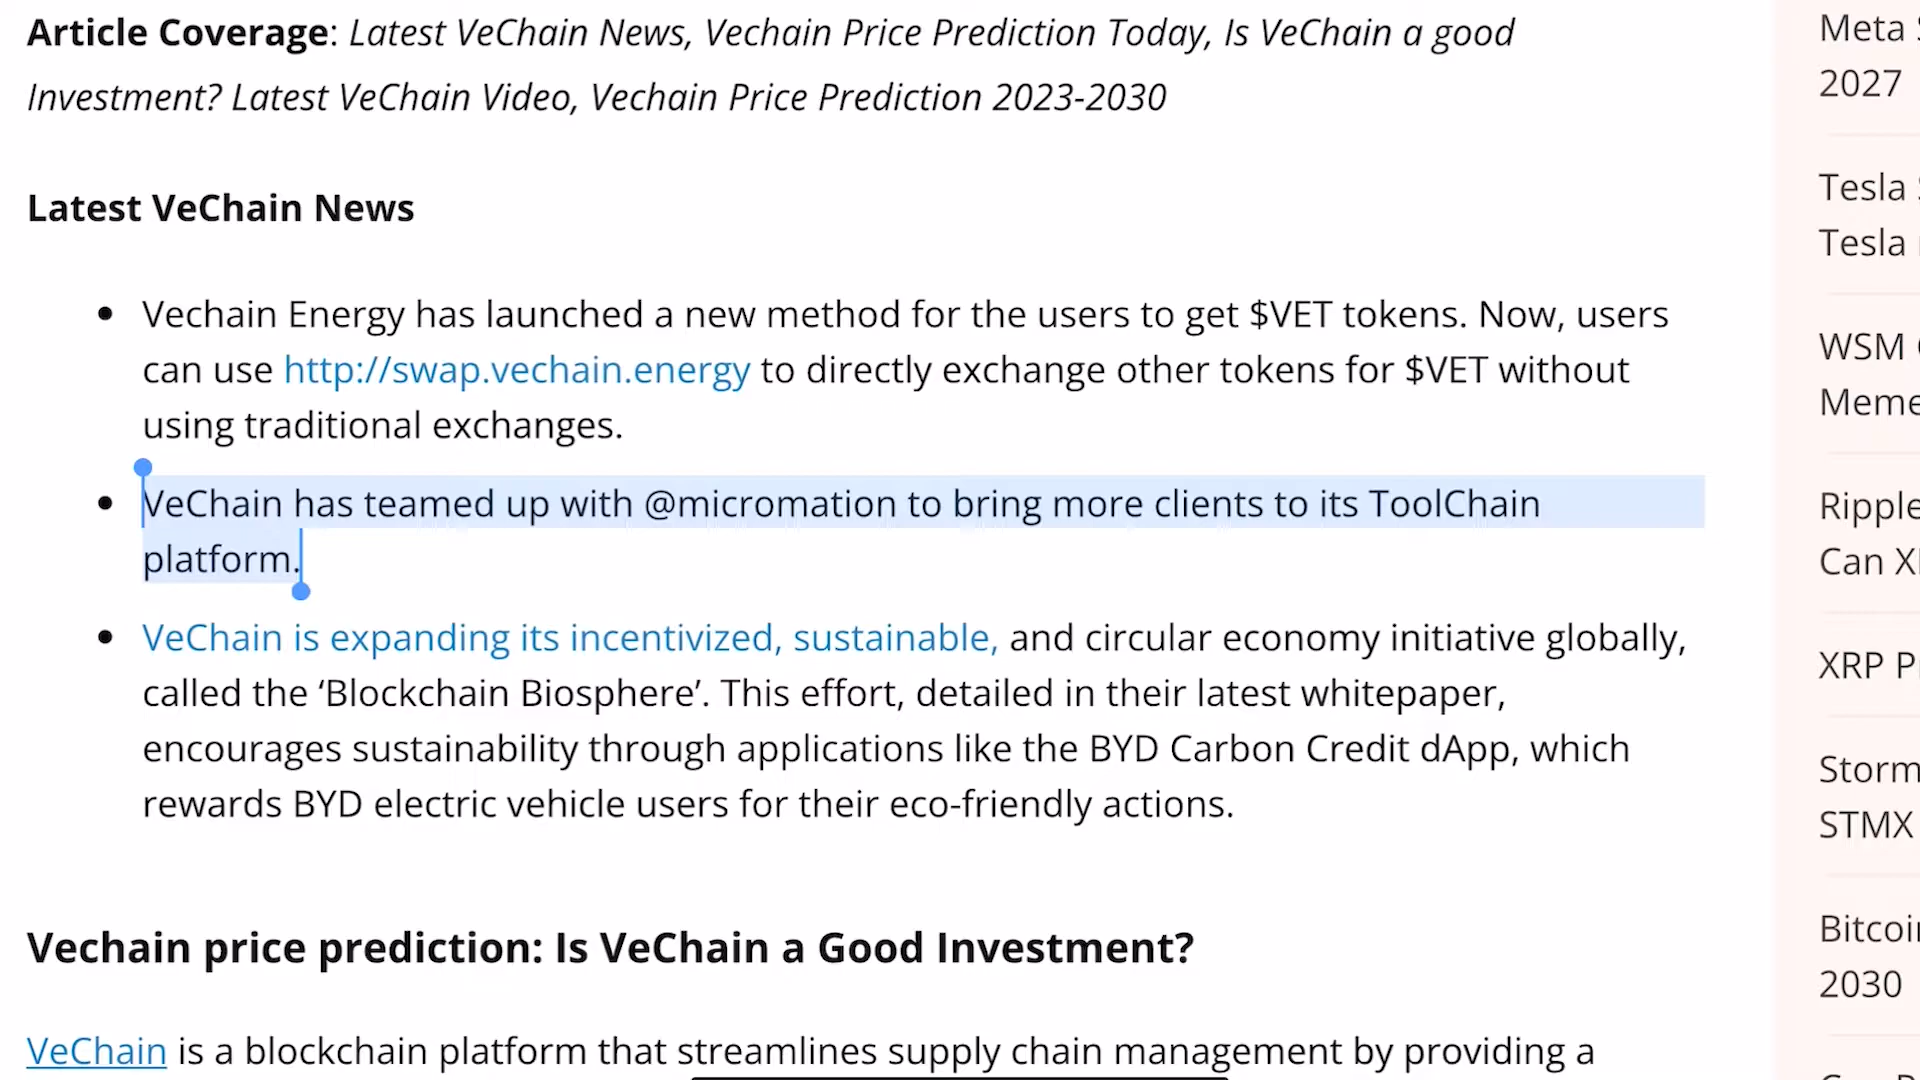 Article Coverage: Latest VeChain News, Vechain Price Prediction Today, Is VeChain a good
Investment? Latest VeChain Video, Vechain Price Prediction 2023-2030
Latest VeChain News
Vechain Energy has launched a new method for the users to get $VET tokens. Now, users
can use http://swap.vechain.energy to directly exchange other tokens for $VET without
using traditional exchanges.
VeChain has teamed up with @micromation to bring more clients to its ToolChain
platform.
VeChain is expanding its incentivized, sustainable, and circular economy initiative globally,
called the ‘Blockchain Biosphere’. This effort, detailed in their latest whitepaper,
encourages sustainability through applications like the BYD Carbon Credit dApp, which
rewards BYD electric vehicle users for their eco-friendly actions.
Vechain price prediction: Is VeChain a Good Investment?
VeChain is a blockchain platform that streamlines supply chain management by providing a
Meta
2027
Tesla
Tesla
WSM
Meme
Ripple
Can
XRP
Storm
STMX
2030